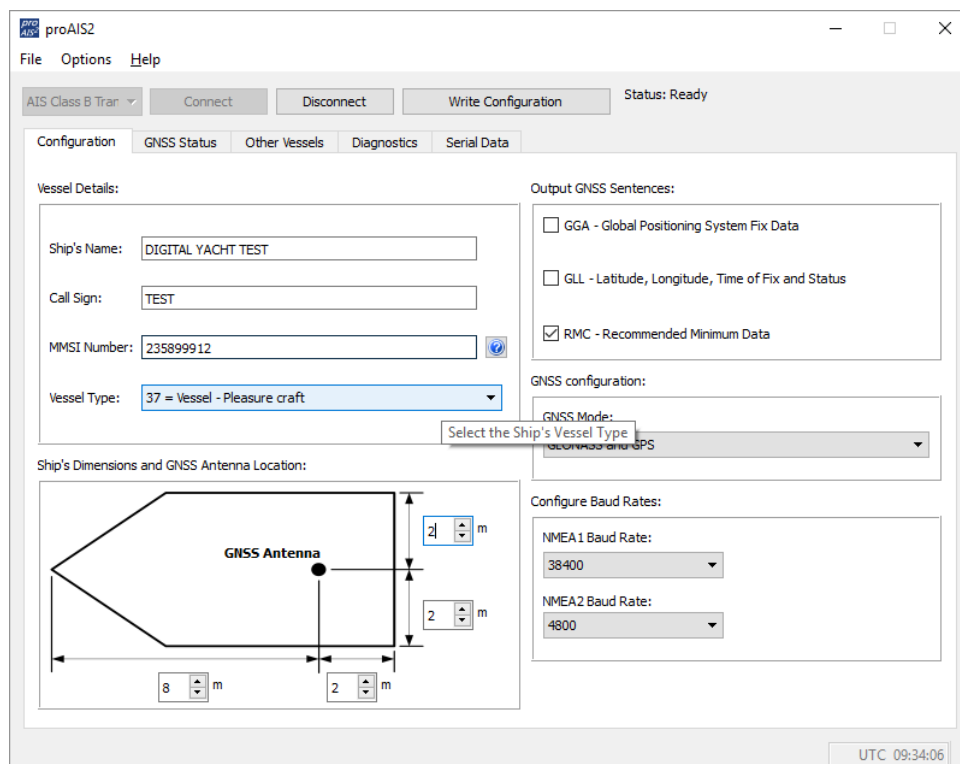 pro AIS2 proAIS2
File Options Help
AIS Class B Tran Connect Disconnect Write Configuration Status: Ready
Configuration GNSS Status Other Vessels Diagnostics Serial Data
Vessel Details:
Ship's Name: DIGITAL YACHT TEST
Call Sign: TEST
MMSI Number: 235899912 ?
Vessel Type: 37 = Vessel - Pleasure craft
Select the Ship's Vessel Type
Ship's Dimensions and GNSS Antenna Location:
2 m
GNSS Antenna
2 m
8 m 2 m
Output GNSS Sentences:
GGA - Global Positioning System Fix Data
GLL - Latitude, Longitude, Time of Fix and Status
RMC - Recommended Minimum Data
GNSS configuration:
GNSS Mode:
GLONASS and GPS
Configure Baud Rates:
NMEA1 Baud Rate:
38400
NMEA2 Baud Rate:
4800
UTC 09:34:06